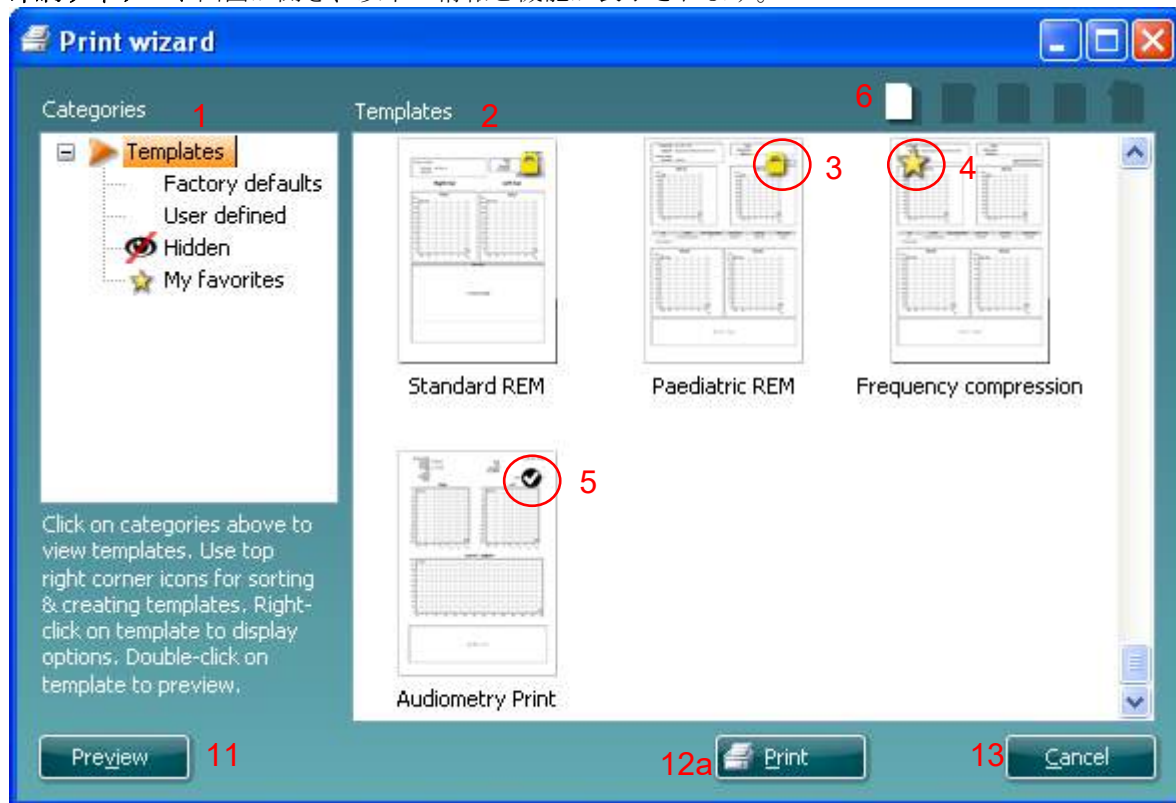 Print wizard
Categories 1
Templates 2
6
Templates
Factory defaults
User defined
Hidden
My favorites
3
4
Standard REM
Paediatric REM
Frequency compression
5
Audiometry Print
Click on categories above to
view templates. Use top
right corner icons for sorting
& creating templates. Right-
click on template to display
options. Double-click on
template to preview.
Preview 11
12a Print
13 Cancel